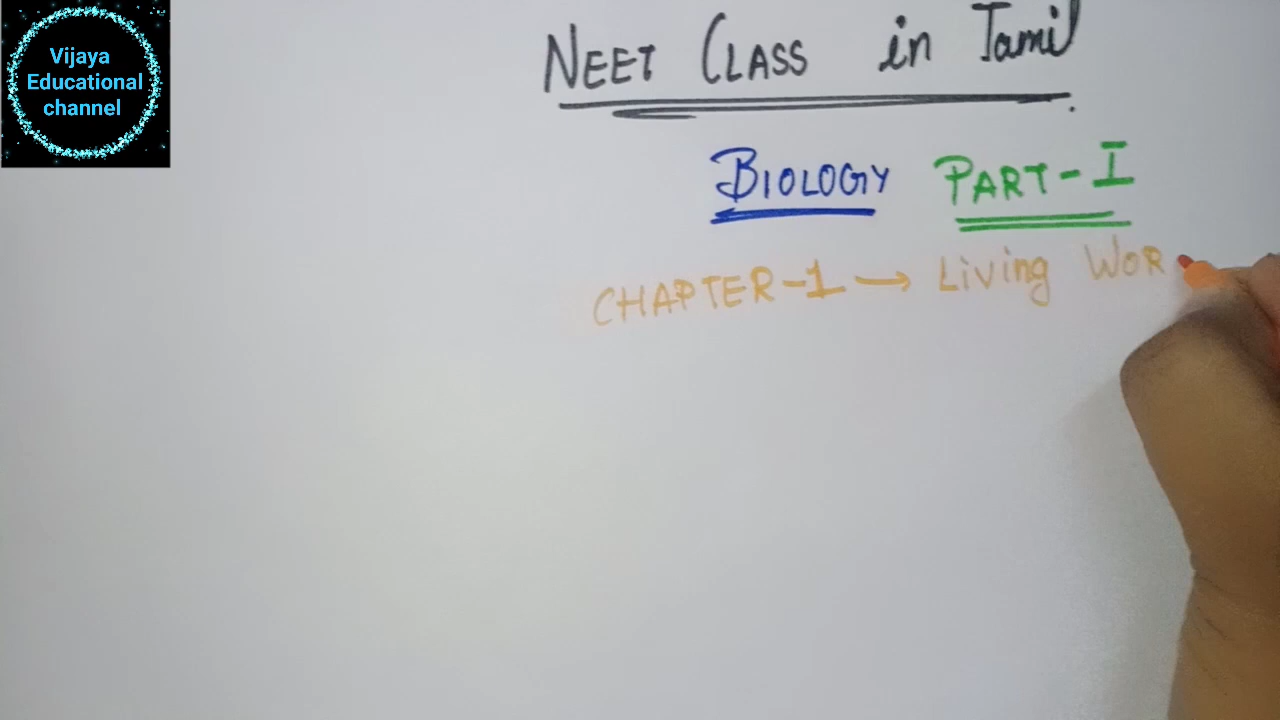 Vijaya
Educational
channel
NEET CLASS in Tamil
BIOLOGY PART-I
CHAPTER-1 → Living WOR